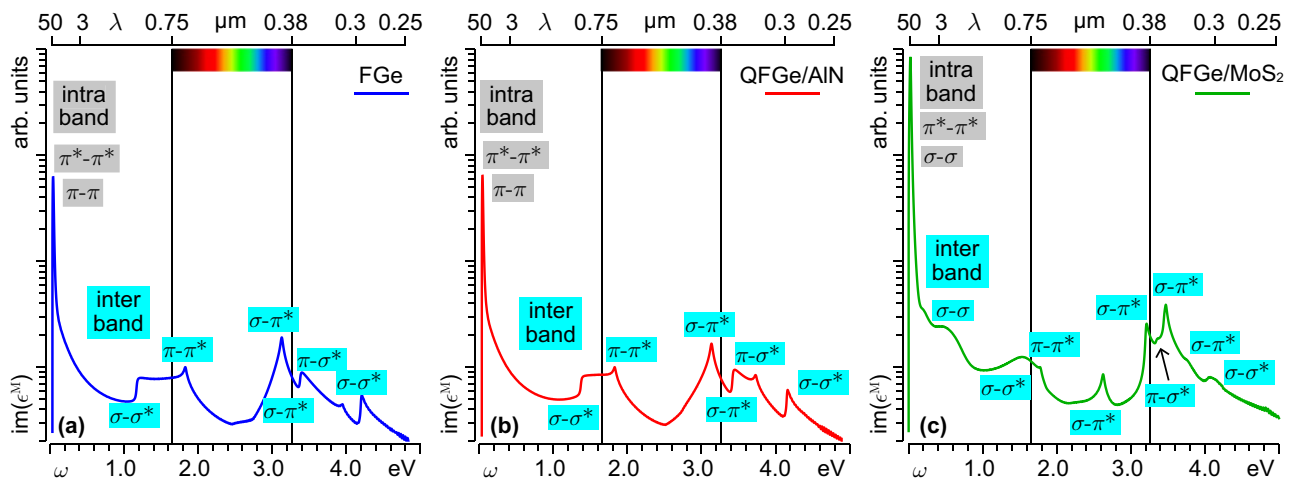 50 3 λ 0.75 µm 0.38 0.3 0.25
arb. units
FGe
intra
band
π*-π*
π-π
inter
band
σ-π*
π-π*
π-σ*
σ-σ*
σ-σ*
σ-π*
im(ϵᴹ)
(a)
ω 1.0 2.0 3.0 4.0 eV
50 3 λ 0.75 µm 0.38 0.3 0.25
arb. units
QFGe/AlN
intra
band
π*-π*
π-π
inter
band
σ-π*
π-π*
π-σ*
σ-σ*
σ-σ*
σ-π*
im(ϵᴹ)
(b)
ω 1.0 2.0 3.0 4.0 eV
50 3 λ 0.75 µm 0.38 0.3 0.25
arb. units
QFGe/MoS₂
intra
band
π*-π*
σ-σ
inter
band
σ-σ
σ-π*
σ-π*
π-π*
σ-π*
σ-σ*
σ-σ*
π-σ*
σ-π*
im(ϵᴹ)
(c)
ω 2.0 3.0 4.0 eV